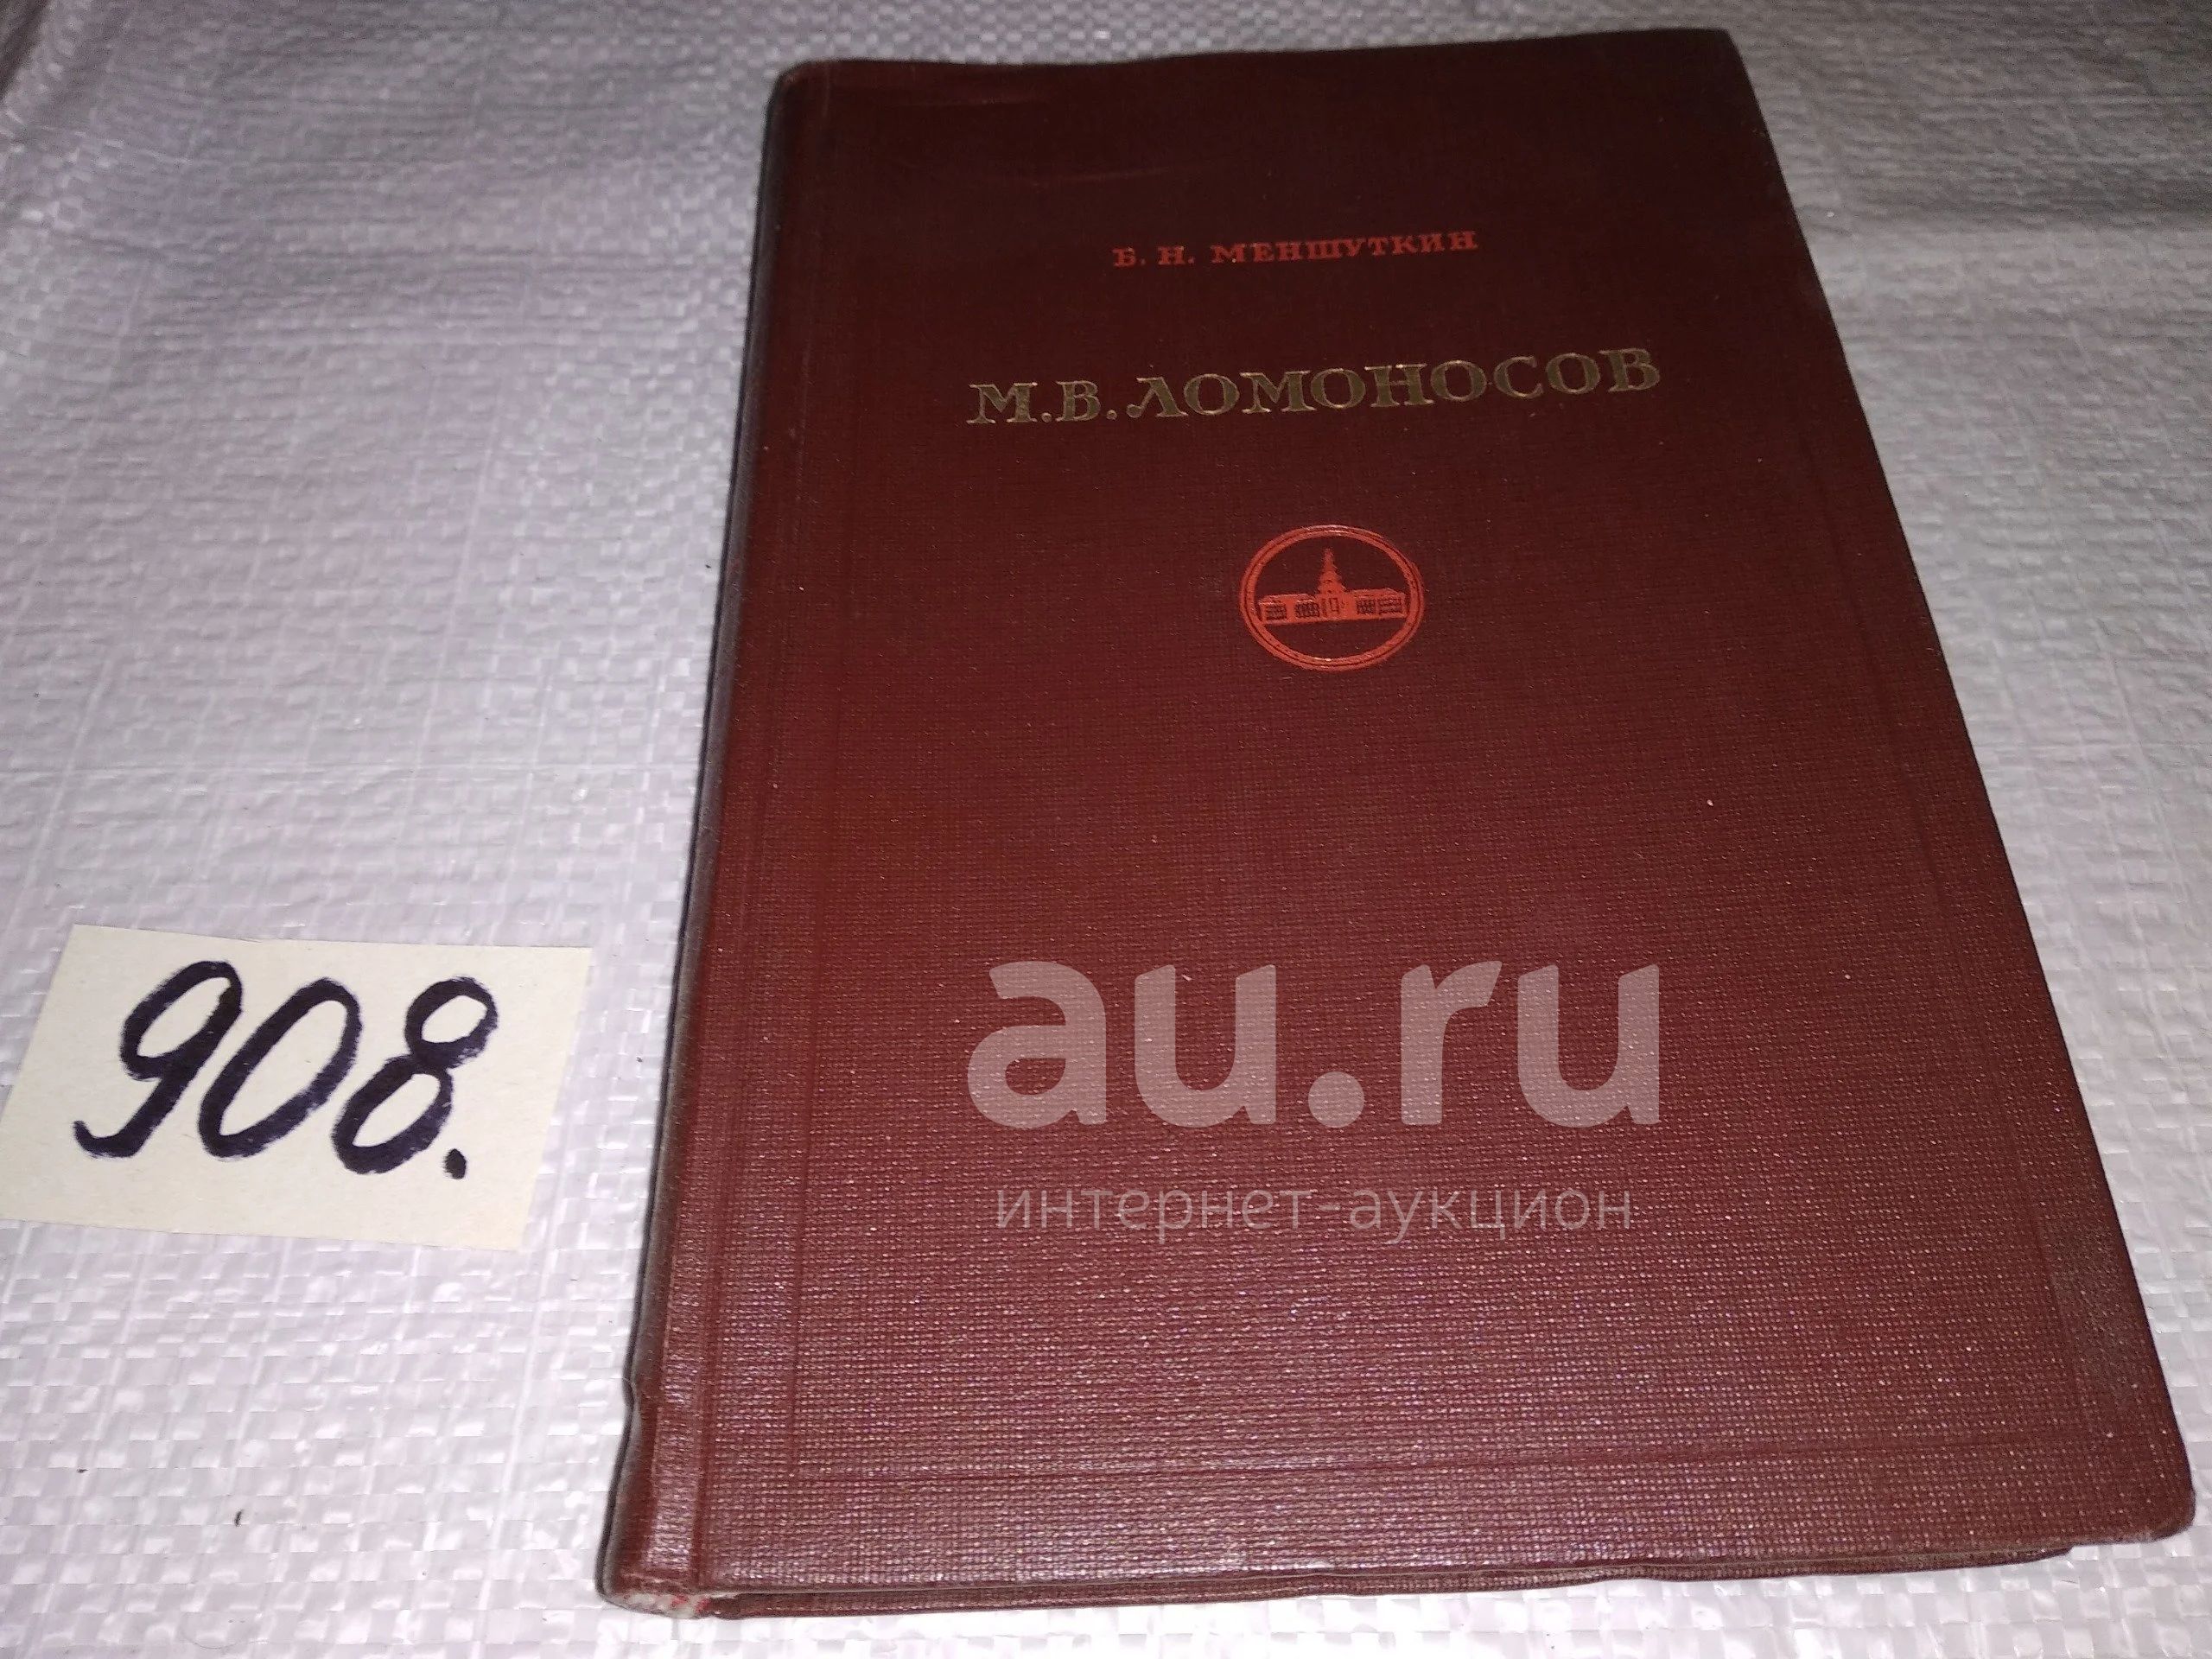 Б. Н. МЕНШУТКИН
М.В.ЛОМОНОСОВ
908.
au.ru
интернет-аукцион